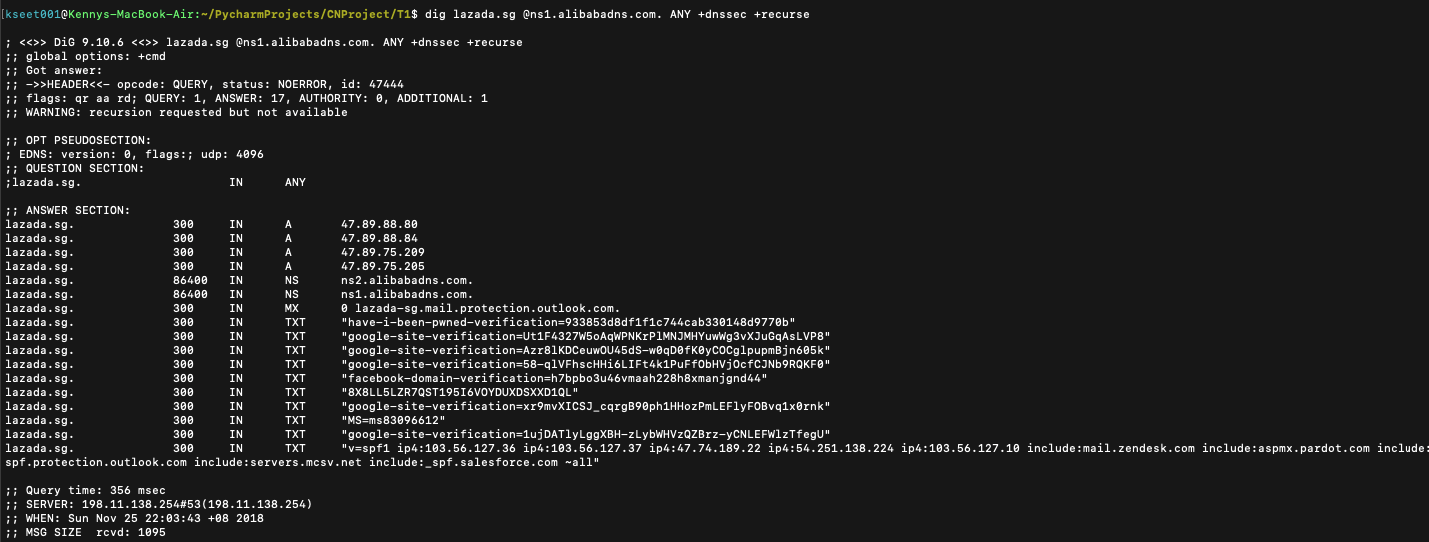 kseet001@Kennys-MacBook-Air:~/PycharmProjects/CNProject/T1$ dig lazada.sg @ns1.alibabadns.com. ANY +dnssec +recurse
; <<>> DiG 9.10.6 <<>> lazada.sg @ns1.alibabadns.com. ANY +dnssec +recurse
;; global options: +cmd
;; Got answer:
;; ->>HEADER<<- opcode: QUERY, status: NOERROR, id: 47444
;; flags: qr aa rd; QUERY: 1, ANSWER: 17, AUTHORITY: 0, ADDITIONAL: 1
;; WARNING: recursion requested but not available
;; OPT PSEUDOSECTION:
; EDNS: version: 0, flags:; udp: 4096
;; QUESTION SECTION:
;lazada.sg. IN ANY
;; ANSWER SECTION:
lazada.sg. 300 IN A 47.89.88.80
lazada.sg. 300 IN A 47.89.88.84
lazada.sg. 300 IN A 47.89.75.209
lazada.sg. 300 IN A 47.89.75.205
lazada.sg. 86400 IN NS ns2.alibabadns.com.
lazada.sg. 86400 IN NS ns1.alibabadns.com.
lazada.sg. 300 IN MX 0 lazada-sg.mail.protection.outlook.com.
lazada.sg. 300 IN TXT "have-i-been-pwned-verification=933853d8df1f1c744cab330148d9770b"
lazada.sg. 300 IN TXT "google-site-verification=Ut1F4327W5oAqWPNKrPlMNJMHYuwWg3vXJuGqAsLVP8"
lazada.sg. 300 IN TXT "google-site-verification=Azr8lKDCeuwOU45dS-w0qD0fK0yCOCglpupmBjn605k"
lazada.sg. 300 IN TXT "google-site-verification=58-qlVFhscHHi6LIFt4k1PuFfObHVjOcfCJNb9RQKF0"
lazada.sg. 300 IN TXT "facebook-domain-verification=h7bpbo3u46vmaah228h8xmanjgnd44"
lazada.sg. 300 IN TXT "8X8LL5LZR7QST195I6VOYDUXDSXXD1QL"
lazada.sg. 300 IN TXT "google-site-verification=xr9mvXICSJ_cqrgB90ph1HHozPmLEFlyFOBvq1x0rnk"
lazada.sg. 300 IN TXT "MS=ms83096612"
lazada.sg. 300 IN TXT "google-site-verification=1ujDATlyLggXBH-zLybWHVzQZBrz-yCNLEFWlzTfegU"
lazada.sg. 300 IN TXT "v=spf1 ip4:103.56.127.36 ip4:103.56.127.37 ip4:47.74.189.22 ip4:54.251.138.224 ip4:103.56.127.10 include:mail.zendesk.com include:aspmx.pardot.com include:
spf.protection.outlook.com include:servers.mcsv.net include:_spf.salesforce.com ~all"
;; Query time: 356 msec
;; SERVER: 198.11.138.254#53(198.11.138.254)
;; WHEN: Sun Nov 25 22:03:43 +08 2018
;; MSG SIZE rcvd: 1095